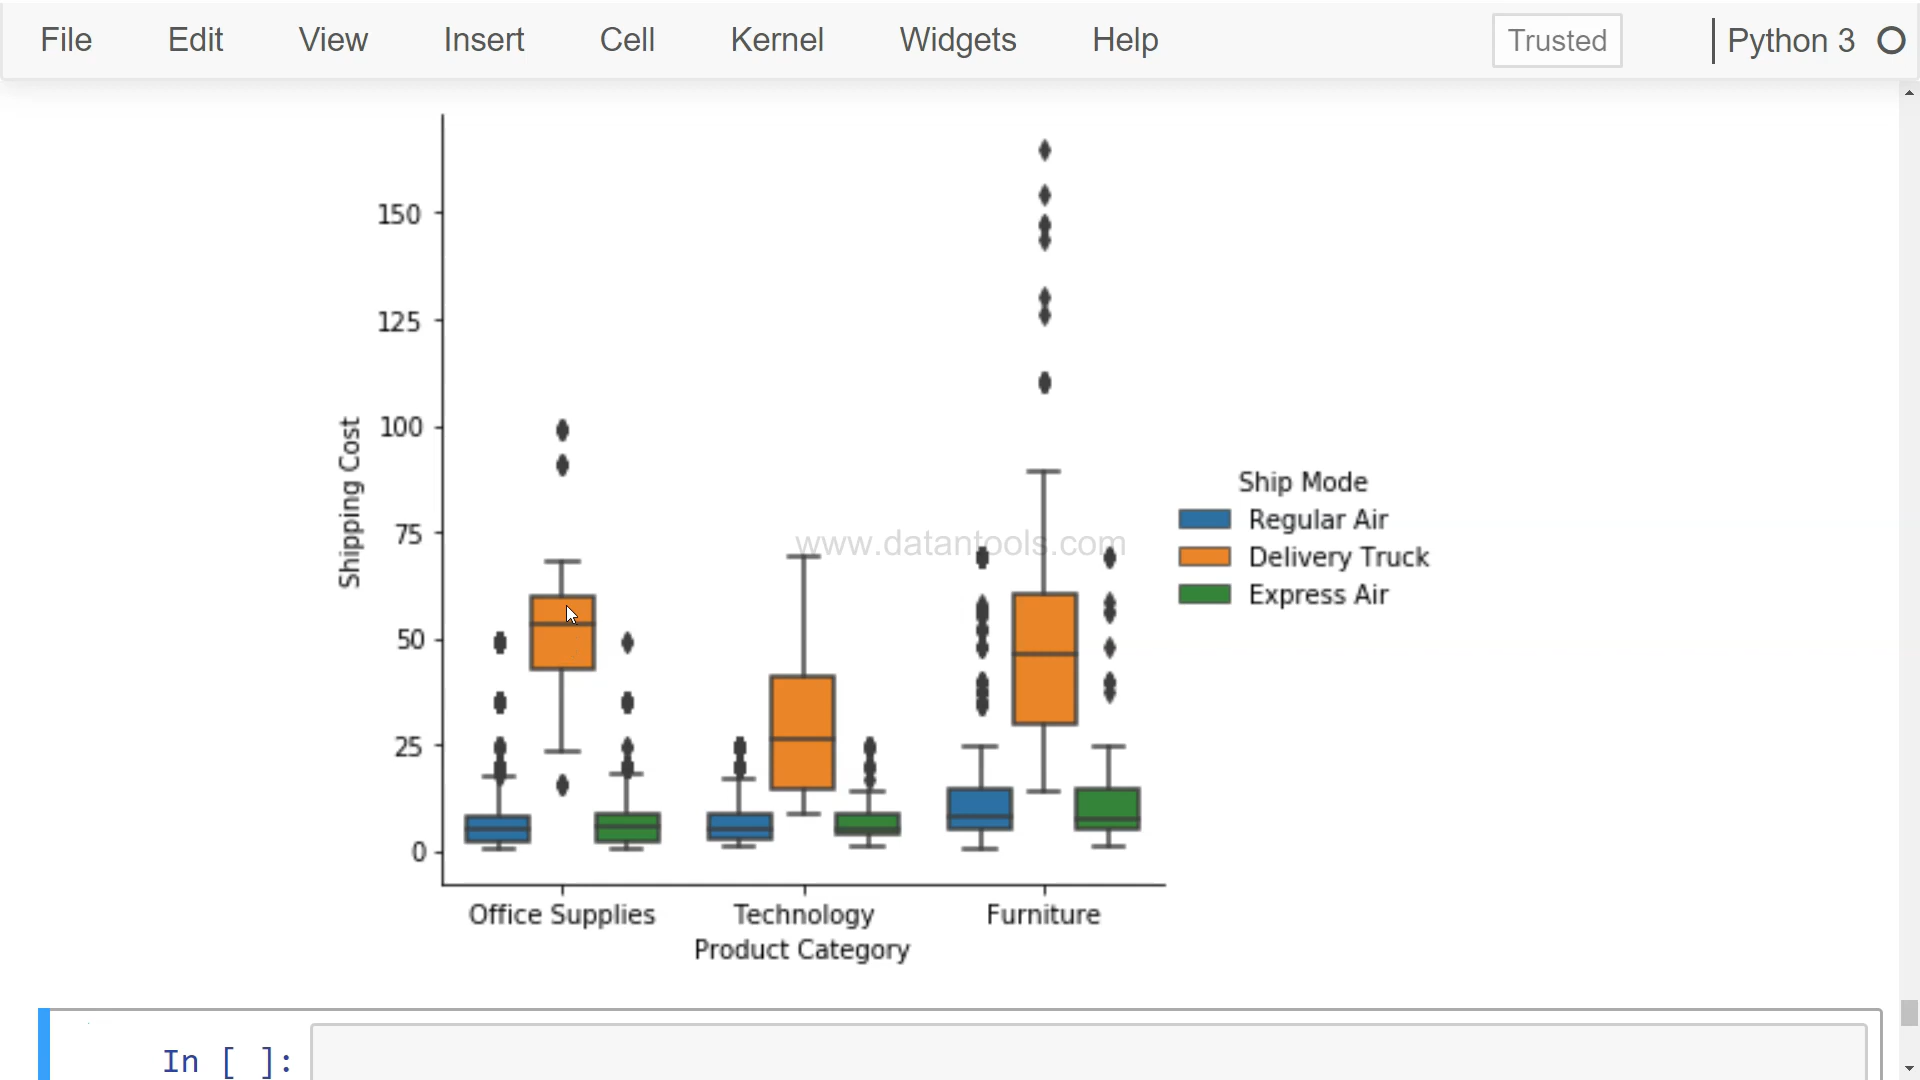 File Edit View Insert Cell Kernel Widgets Help Trusted Python 3
150
125
100
75
50
25
0
Shipping Cost
www.datantools.com
Ship Mode
Regular Air
Delivery Truck
Express Air
Office Supplies Technology Furniture
Product Category
In [ ]: